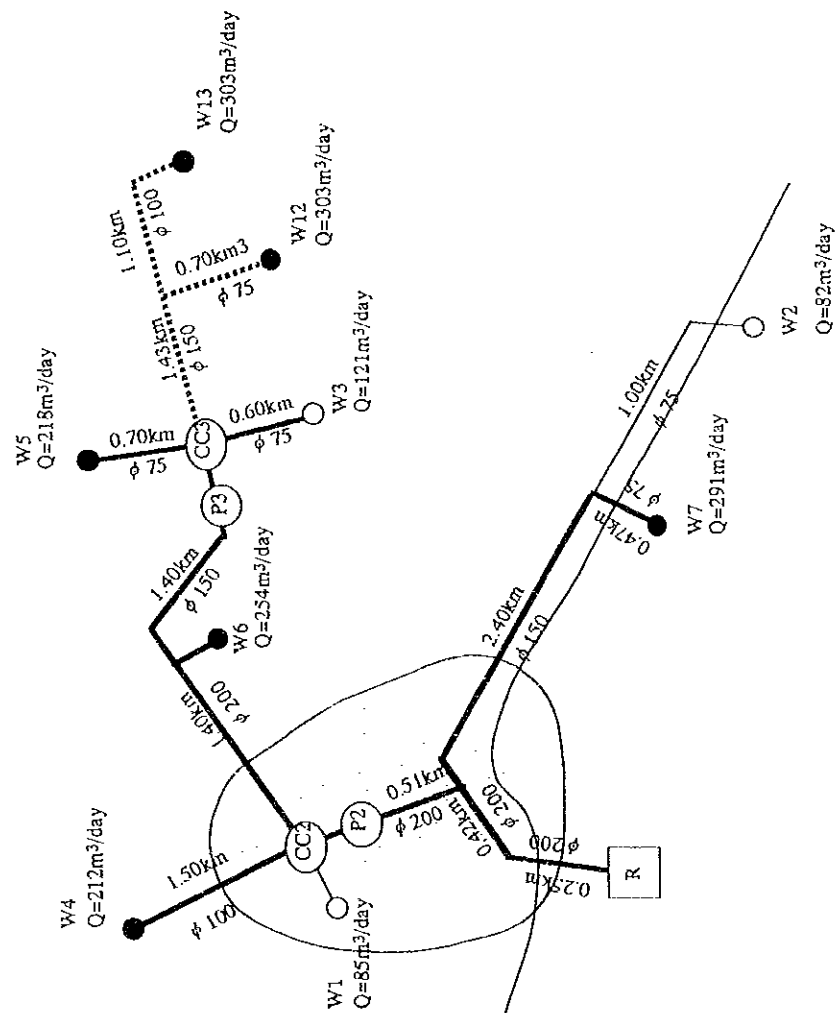 W13
Q=303m³/day
1.10km
φ 100
0.70km3
φ 75
W12
Q=303m³/day
1.43km
φ 150
W5
Q=218m³/day
0.70km
φ 75
CC3
0.60km
φ 75
W3
Q=121m³/day
P3
1.40km
φ 150
W6
Q=254m³/day
1.40km
φ 200
W4
Q=212m³/day
1.50km
φ 100
CC2
W1
Q=85m³/day
P2
0.51km
φ 200
0.42km
φ 200
φ 200
R
2.40km
φ 150
1.00km
φ 75
W2
Q=82m³/day
φ 75
0.47km
W7
Q=291m³/day